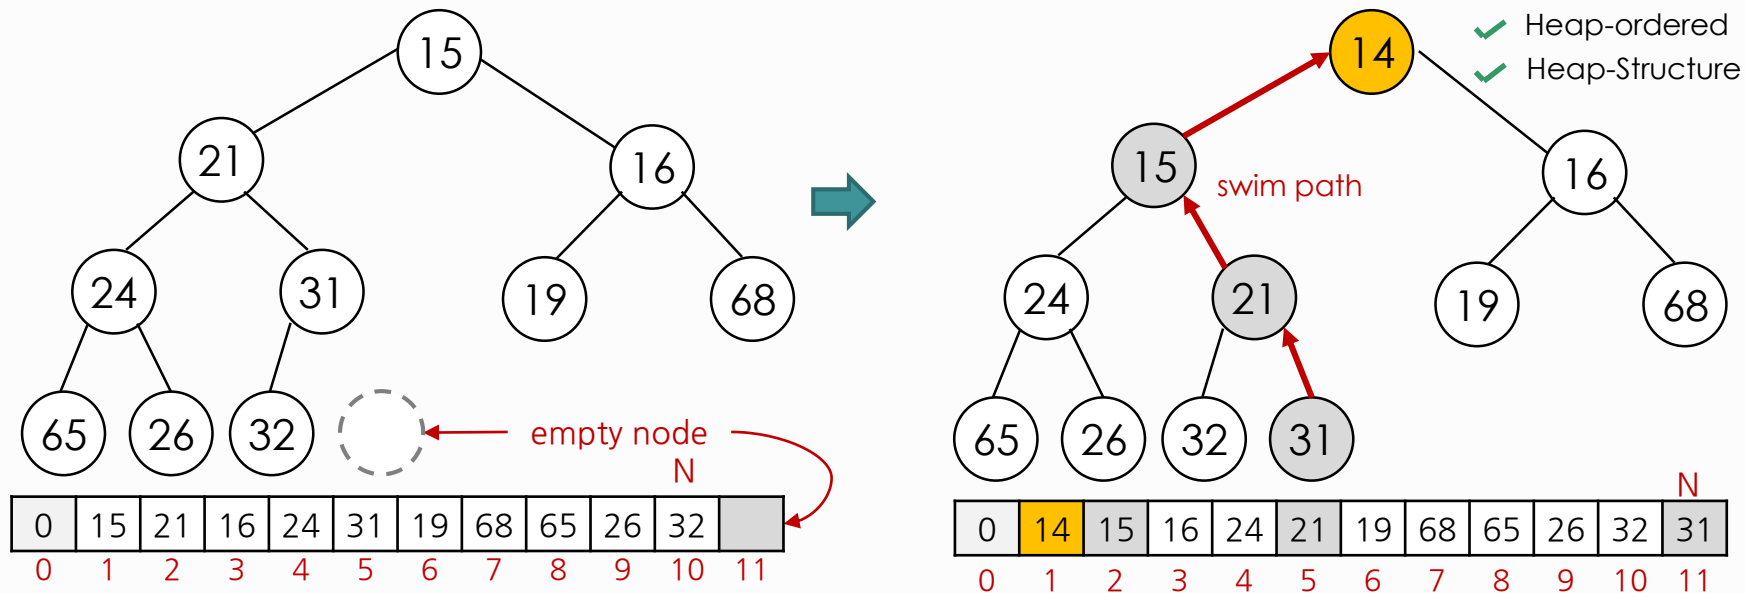 15
21
16
24
31
19
68
65
26
32
empty node
N
0 15 21 16 24 31 19 68 65 26 32
0 1 2 3 4 5 6 7 8 9 10 11
14
Heap-ordered
Heap-Structure
15
swim path
16
24
21
19
68
65
26
32
31
N
0 14 15 16 24 21 19 68 65 26 32 31
0 1 2 3 4 5 6 7 8 9 10 11